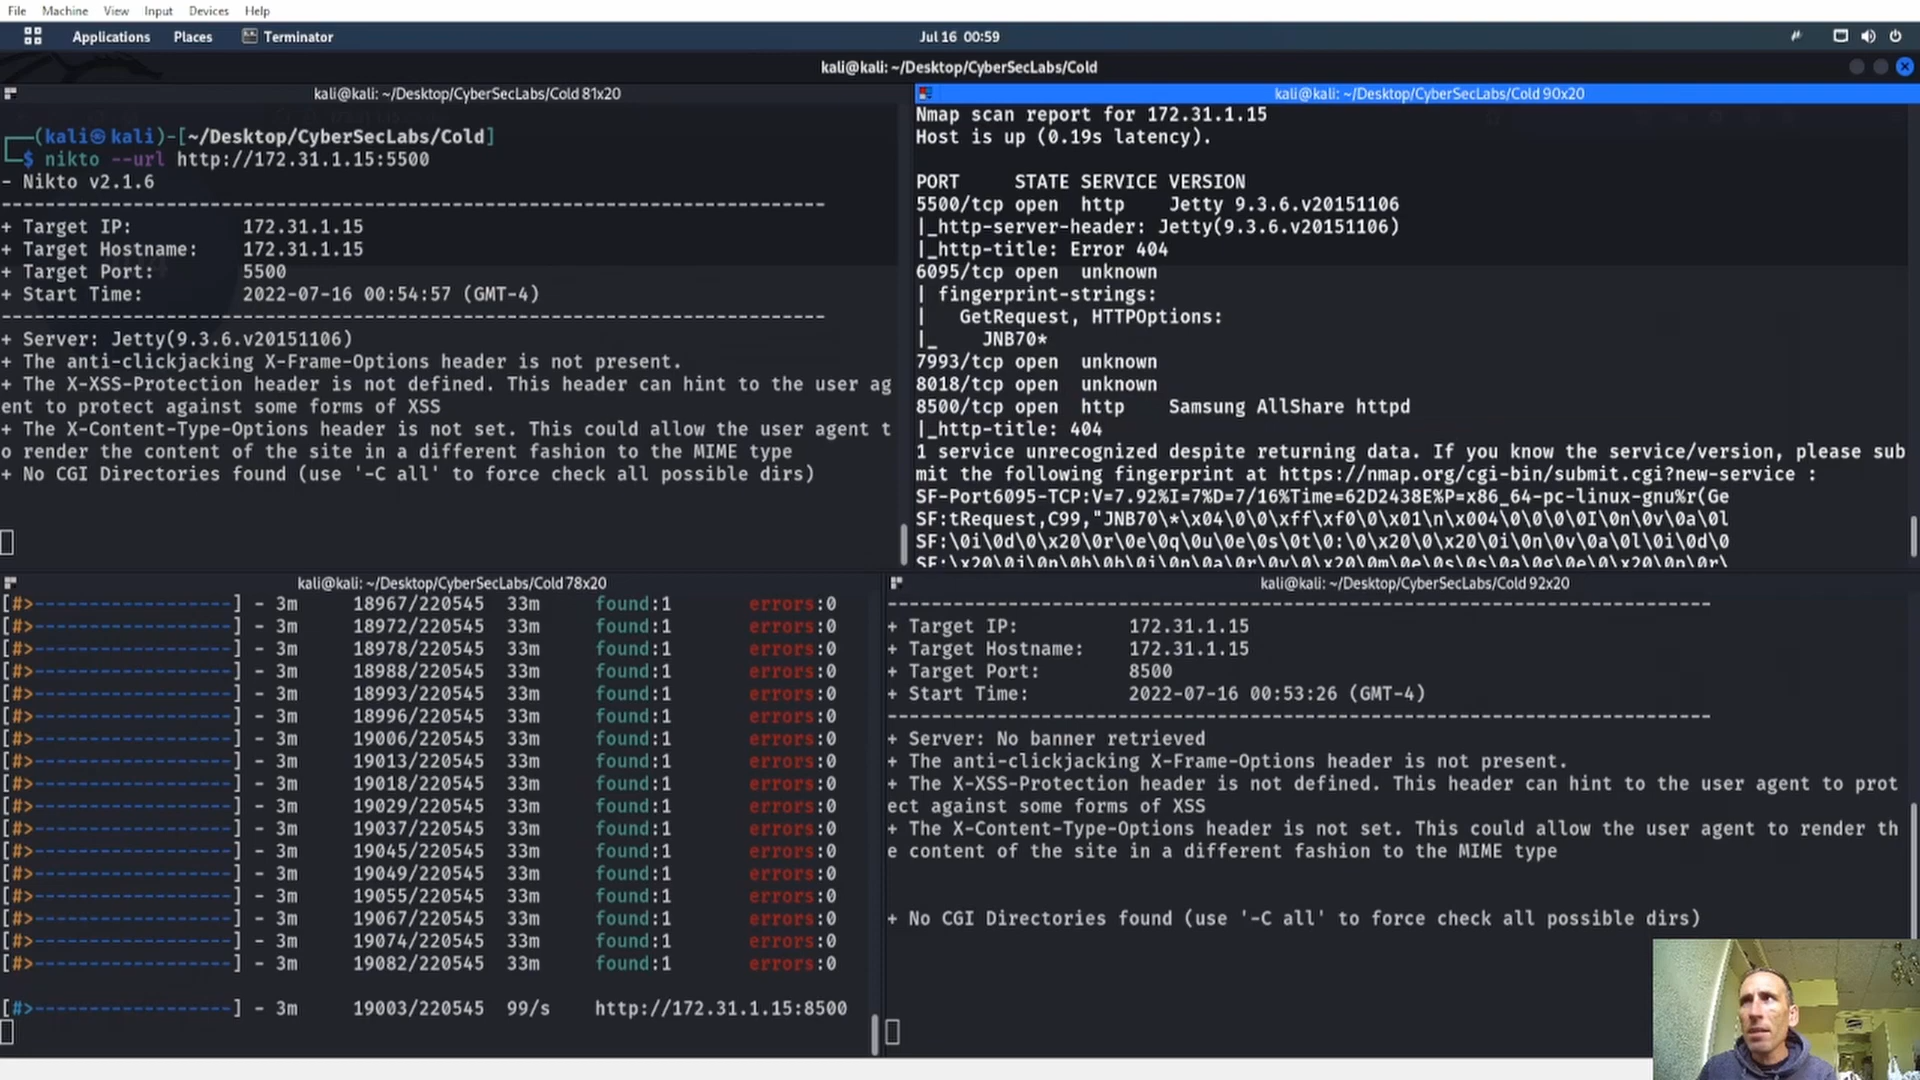 File Machine View Input Devices Help
Applications Places Terminator Jul 16 00:59
kali@kali: ~/Desktop/CyberSecLabs/Cold
kali@kali: ~/Desktop/CyberSecLabs/Cold 81x20
(kali㉿kali)-[~/Desktop/CyberSecLabs/Cold]
$ nikto --url http://172.31.1.15:5500
- Nikto v2.1.6
---------------------------------------------------------------------------
+ Target IP: 172.31.1.15
+ Target Hostname: 172.31.1.15
+ Target Port: 5500
+ Start Time: 2022-07-16 00:54:57 (GMT-4)
---------------------------------------------------------------------------
+ Server: Jetty(9.3.6.v20151106)
+ The anti-clickjacking X-Frame-Options header is not present.
+ The X-XSS-Protection header is not defined. This header can hint to the user ag
ent to protect against some forms of XSS
+ The X-Content-Type-Options header is not set. This could allow the user agent t
o render the content of the site in a different fashion to the MIME type
+ No CGI Directories found (use '-C all' to force check all possible dirs)
kali@kali: ~/Desktop/CyberSecLabs/Cold 90x20
Nmap scan report for 172.31.1.15
Host is up (0.19s latency).
PORT STATE SERVICE VERSION
5500/tcp open http Jetty 9.3.6.v20151106
|_http-server-header: Jetty(9.3.6.v20151106)
|_http-title: Error 404
6095/tcp open unknown
| fingerprint-strings:
| GetRequest, HTTPOptions:
|_ JNB70*
7993/tcp open unknown
8018/tcp open unknown
8500/tcp open http Samsung AllShare httpd
|_http-title: 404
1 service unrecognized despite returning data. If you know the service/version, please sub
mit the following fingerprint at https://nmap.org/cgi-bin/submit.cgi?new-service :
SF-Port6095-TCP:V=7.92%I=7%D=7/16%Time=62D2438E%P=x86_64-pc-linux-gnu%r(Ge
SF:tRequest,C99,"JNB70\*\x04\0\0\xff\xf0\0\x01\n\x004\0\0\0\0I\0n\0v\0a\0l
SF:\0i\0d\0\x20\0r\0e\0q\0u\0e\0s\0t\0:\0\x20\0\x20\0i\0n\0v\0a\0l\0i\0d\0
kali@kali: ~/Desktop/CyberSecLabs/Cold 78x20
[#>------------------] - 3m 18967/220545 33m found:1 errors:0
[#>------------------] - 3m 18972/220545 33m found:1 errors:0
[#>------------------] - 3m 18978/220545 33m found:1 errors:0
[#>------------------] - 3m 18988/220545 33m found:1 errors:0
[#>------------------] - 3m 18993/220545 33m found:1 errors:0
[#>------------------] - 3m 18996/220545 33m found:1 errors:0
[#>------------------] - 3m 19006/220545 33m found:1 errors:0
[#>------------------] - 3m 19013/220545 33m found:1 errors:0
[#>------------------] - 3m 19018/220545 33m found:1 errors:0
[#>------------------] - 3m 19029/220545 33m found:1 errors:0
[#>------------------] - 3m 19037/220545 33m found:1 errors:0
[#>------------------] - 3m 19045/220545 33m found:1 errors:0
[#>------------------] - 3m 19049/220545 33m found:1 errors:0
[#>------------------] - 3m 19055/220545 33m found:1 errors:0
[#>------------------] - 3m 19067/220545 33m found:1 errors:0
[#>------------------] - 3m 19074/220545 33m found:1 errors:0
[#>------------------] - 3m 19082/220545 33m found:1 errors:0
[#>------------------] - 3m 19003/220545 99/s http://172.31.1.15:8500
kali@kali: ~/Desktop/CyberSecLabs/Cold 92x20
---------------------------------------------------------------------------
+ Target IP: 172.31.1.15
+ Target Hostname: 172.31.1.15
+ Target Port: 8500
+ Start Time: 2022-07-16 00:53:26 (GMT-4)
---------------------------------------------------------------------------
+ Server: No banner retrieved
+ The anti-clickjacking X-Frame-Options header is not present.
+ The X-XSS-Protection header is not defined. This header can hint to the user agent to prot
ect against some forms of XSS
+ The X-Content-Type-Options header is not set. This could allow the user agent to render th
e content of the site in a different fashion to the MIME type
+ No CGI Directories found (use '-C all' to force check all possible dirs)